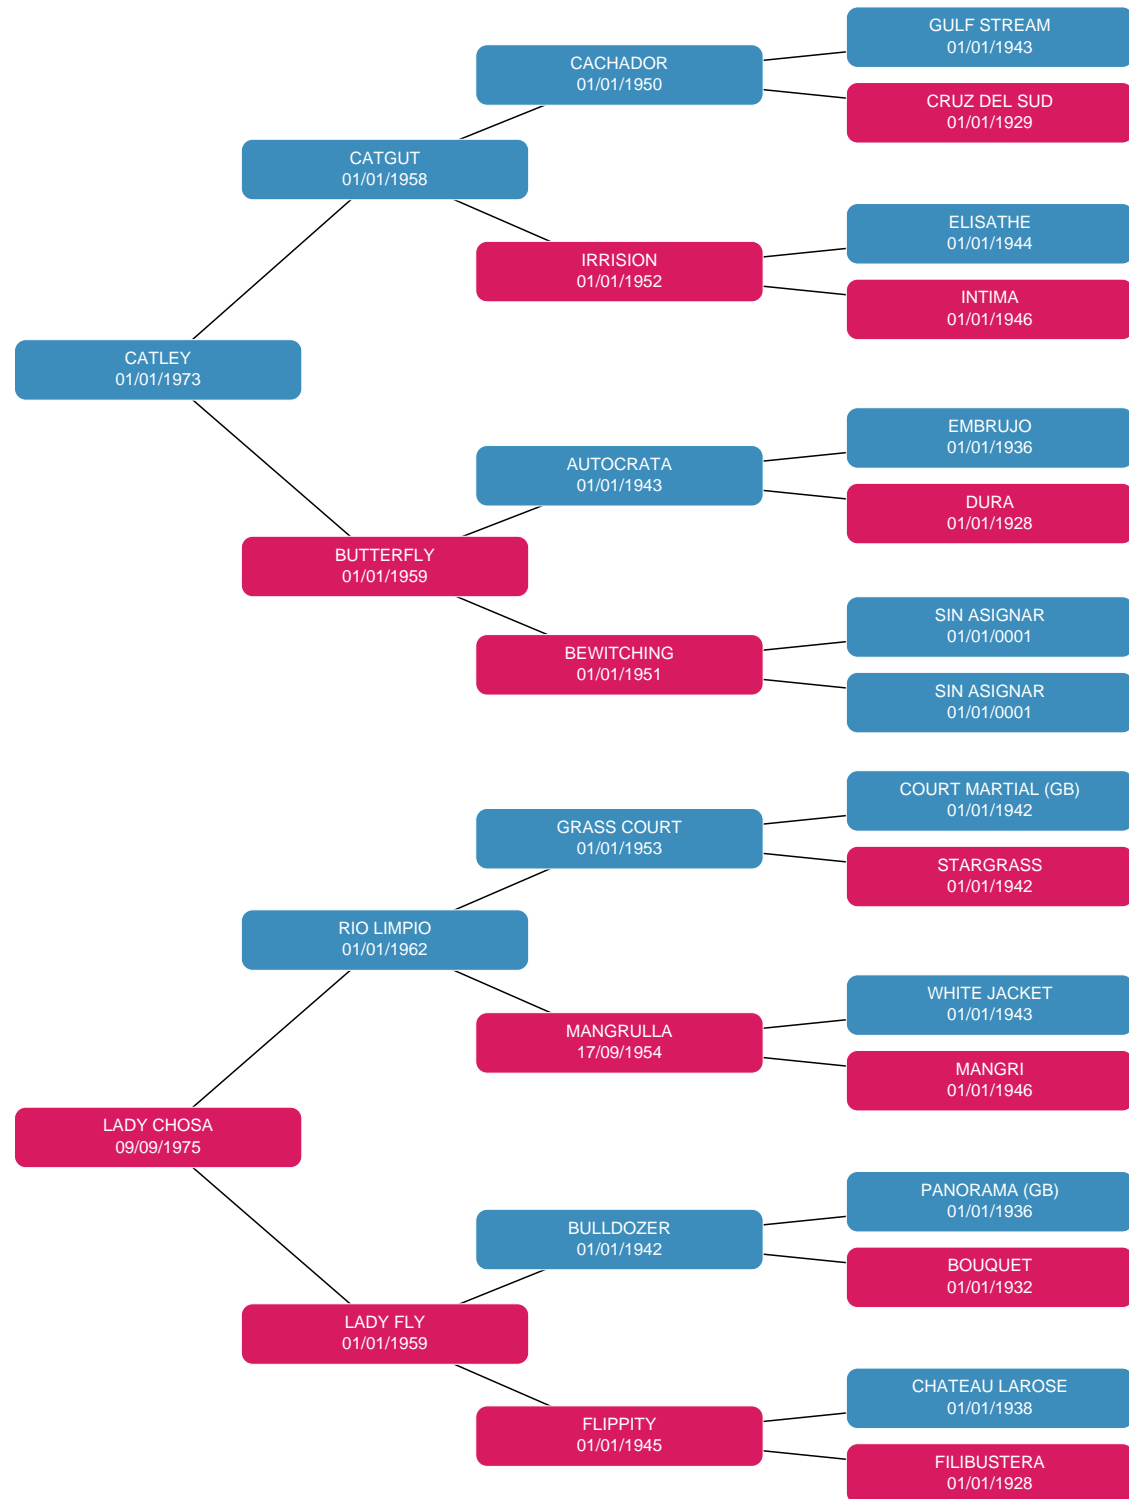 GULF STREAM
01/01/1943
CACHADOR
01/01/1950
CRUZ DEL SUD
01/01/1929
CATGUT
01/01/1958
ELISATHE
01/01/1944
IRRISION
01/01/1952
INTIMA
01/01/1946
CATLEY
01/01/1973
EMBRUJO
01/01/1936
AUTOCRATA
01/01/1943
DURA
01/01/1928
BUTTERFLY
01/01/1959
SIN ASIGNAR
01/01/0001
BEWITCHING
01/01/1951
SIN ASIGNAR
01/01/0001
COURT MARTIAL (GB)
01/01/1942
GRASS COURT
01/01/1953
STARGRASS
01/01/1942
RIO LIMPIO
01/01/1962
WHITE JACKET
01/01/1943
MANGRULLA
17/09/1954
MANGRI
01/01/1946
LADY CHOSA
09/09/1975
PANORAMA (GB)
01/01/1936
BULLDOZER
01/01/1942
BOUQUET
01/01/1932
LADY FLY
01/01/1959
CHATEAU LAROSE
01/01/1938
FLIPPITY
01/01/1945
FILIBUSTERA
01/01/1928